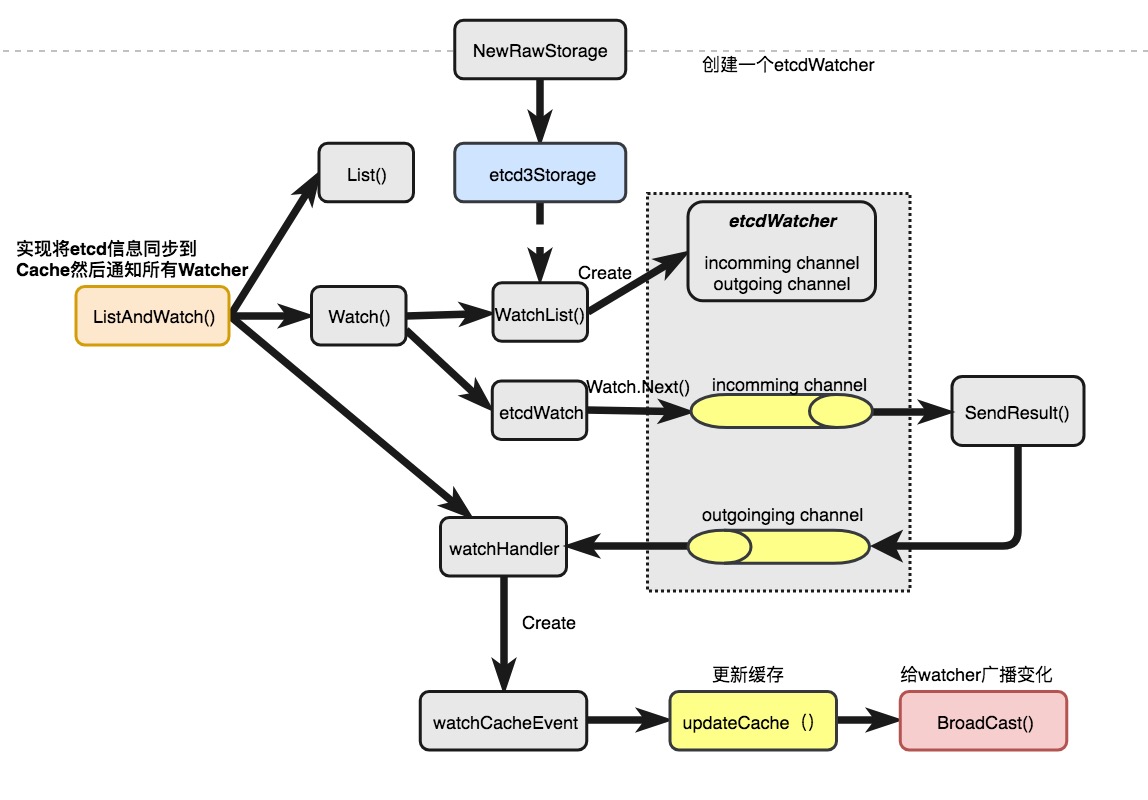 NewRawStorage
创建一个etcdWatcher
List()
etcd3Storage
etcdWatcher
incomming channel
outgoing channel
实现将etcd信息同步到
Cache然后通知所有Watcher
ListAndWatch()
Watch()
WatchList()
Create
etcdWatch
Watch.Next()
incomming channel
SendResult()
outgoinging channel
watchHandler
Create
watchCacheEvent
更新缓存
updateCache（）
给watcher广播变化
BroadCast()